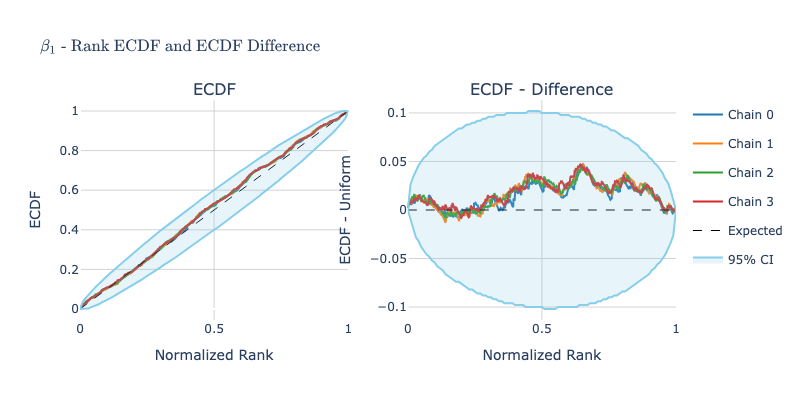 β₁ - Rank ECDF and ECDF Difference
ECDF
ECDF - Difference
1
0.8
0.6
0.4
0.2
0
ECDF
0
0.5
1
Normalized Rank
0.1
0.05
0
−0.05
−0.1
ECDF - Uniform
0
0.5
1
Normalized Rank
Chain 0
Chain 1
Chain 2
Chain 3
Expected
95% CI